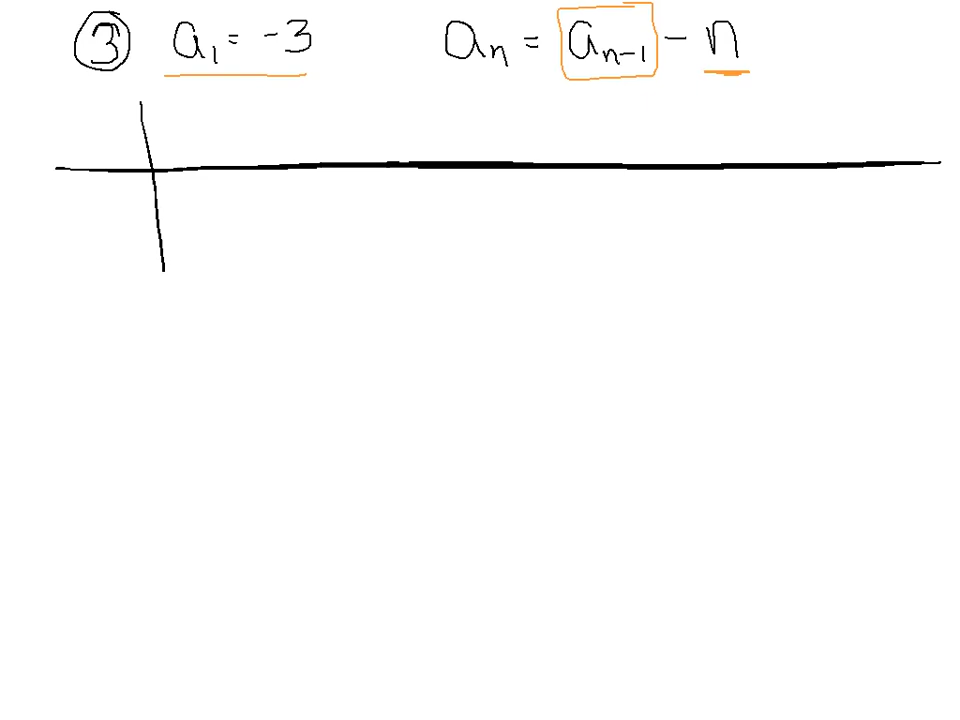 ③ a₁ = -3 aₙ = aₙ₋₁ - n